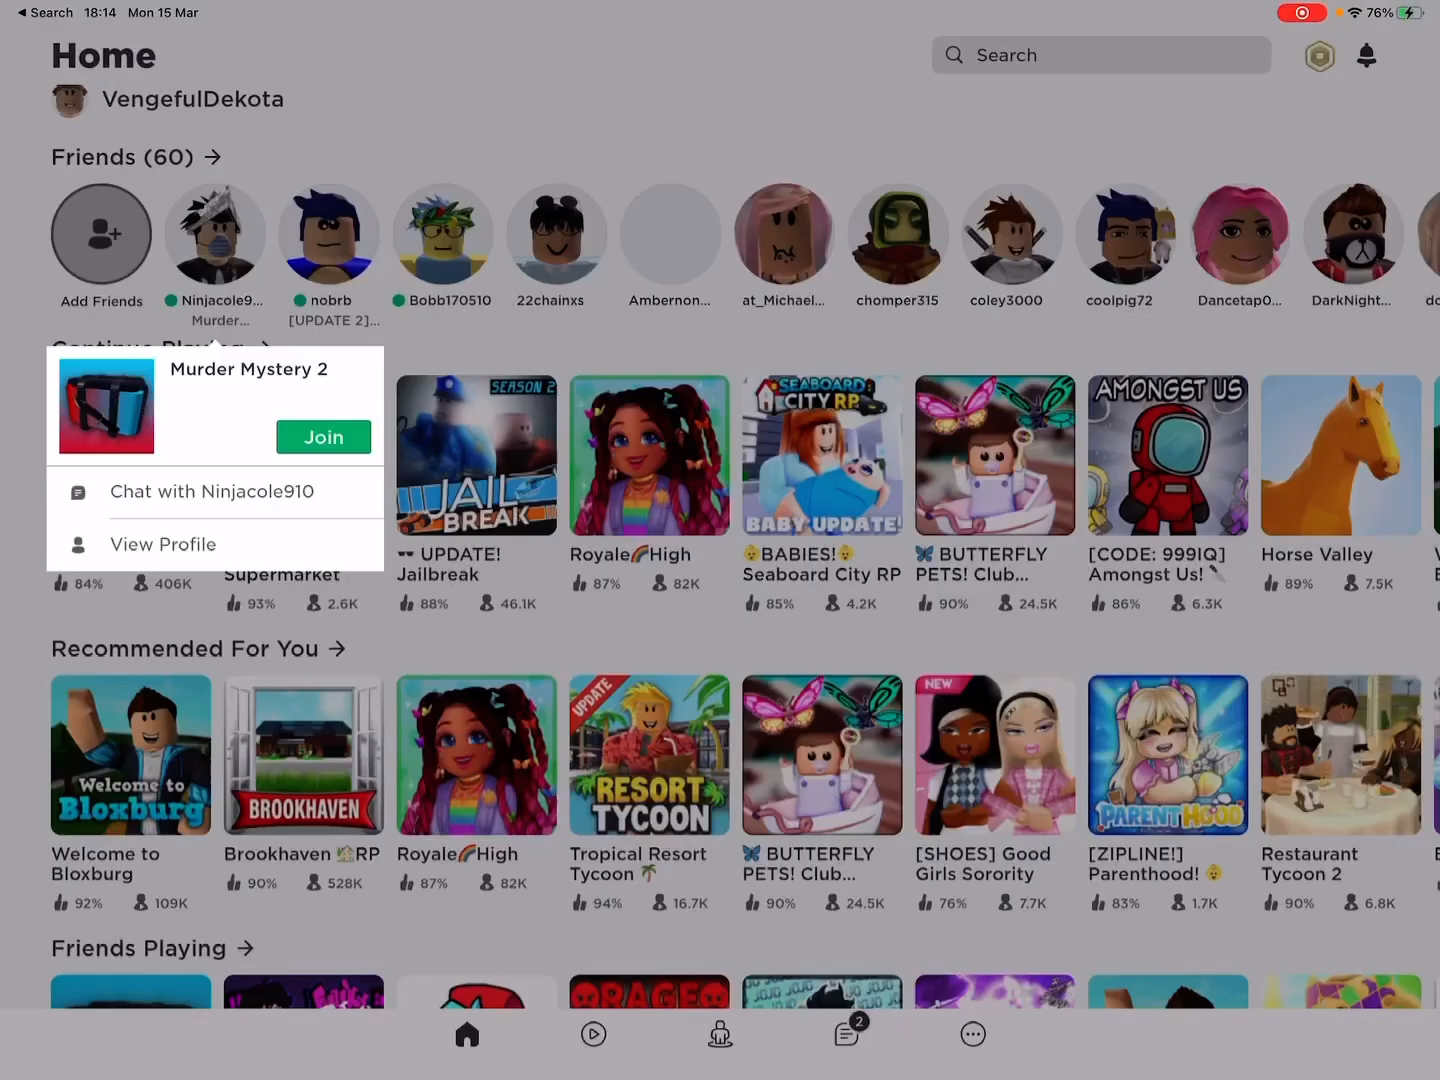 Search 18:14 Mon 15 Mar 76%
Home
Search
VengefulDekota
Friends (60) →
Add Friends
Ninjacole9...
Murder...
nobrb
[UPDATE 2]...
Bobb170510
22chainxs
Ambernon...
at_Michael...
chomper315
coley3000
coolpig72
Dancetap0...
DarkNight...
Continue Playing
Murder Mystery 2
Join
Chat with Ninjacole910
View Profile
84% 406K
Supermarket
93% 2.6K
SEASON 2
JAIL
BREAK
🕶 UPDATE!
Jailbreak
88% 46.1K
Royale🌈High
87% 82K
SEABOARD
CITY RP
BABY UPDATE!
👶BABIES!👶
Seaboard City RP
85% 4.2K
🦋 BUTTERFLY
PETS! Club...
90% 24.5K
AMONGST US
[CODE: 999IQ]
Amongst Us! 🔪
86% 6.3K
Horse Valley
89% 7.5K
Recommended For You →
Welcome to
Bloxburg
Welcome to
Bloxburg
92% 109K
BROOKHAVEN
Brookhaven 🏡RP
90% 528K
Royale🌈High
87% 82K
UPDATE
RESORT
TYCOON
Tropical Resort
Tycoon 🌴
94% 16.7K
🦋 BUTTERFLY
PETS! Club...
90% 24.5K
NEW
[SHOES] Good
Girls Sorority
76% 7.7K
PARENTHOOD
[ZIPLINE!]
Parenthood! 👶
83% 1.7K
Restaurant
Tycoon 2
90% 6.8K
Friends Playing →
RAGE
JOJO JOJO
2